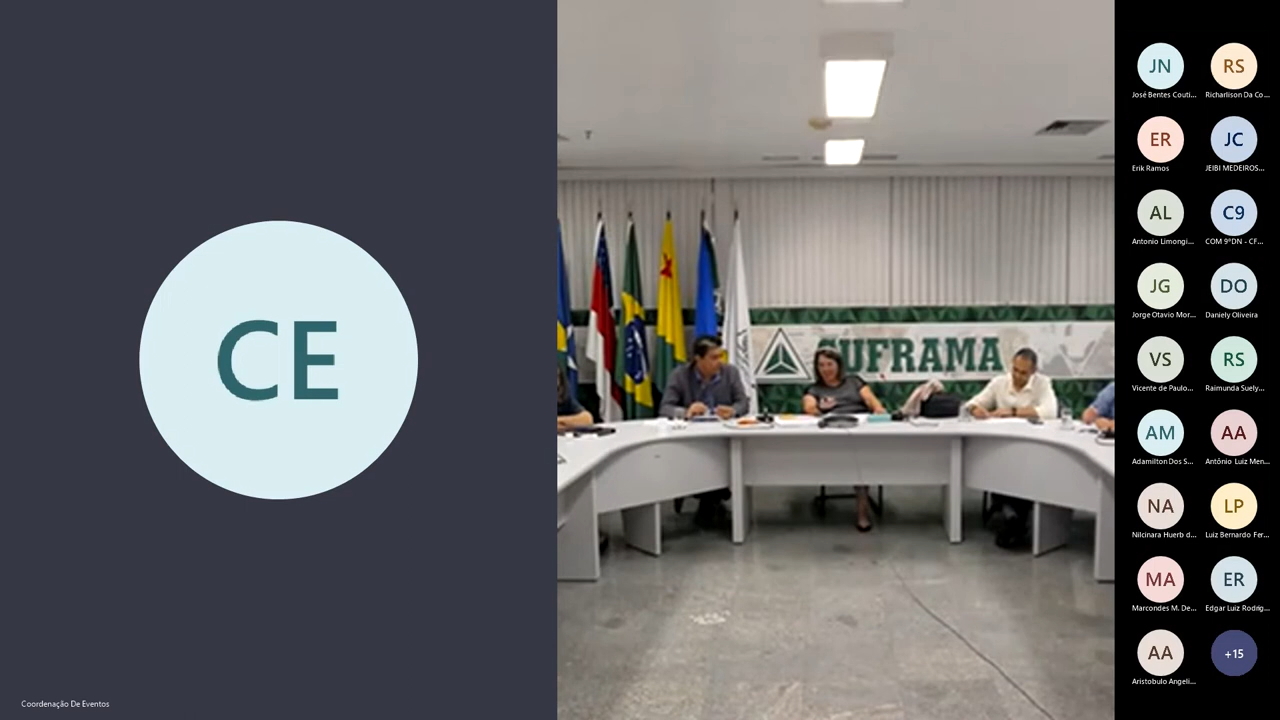 CE
Coordenação De Eventos
SUFRAMA
JN
José Bentes Couti...
RS
Richarlison Da Co...
ER
Erik Ramos
JC
JEIBI MEDEIROS...
AL
Antonio Limongi...
C9
COM 9ºDN - CF...
JG
Jorge Otavio Mor...
DO
Daniely Oliveira
VS
Vicente de Paulo...
RS
Raimunda Suely...
AM
Adamilton Dos S...
AA
Antônio Luiz Men...
NA
Nilcinara Huerb d...
LP
Luiz Bernardo Fer...
MA
Marcondes M. De...
ER
Edgar Luiz Rodrig...
AA
Aristobulo Angeli...
+15